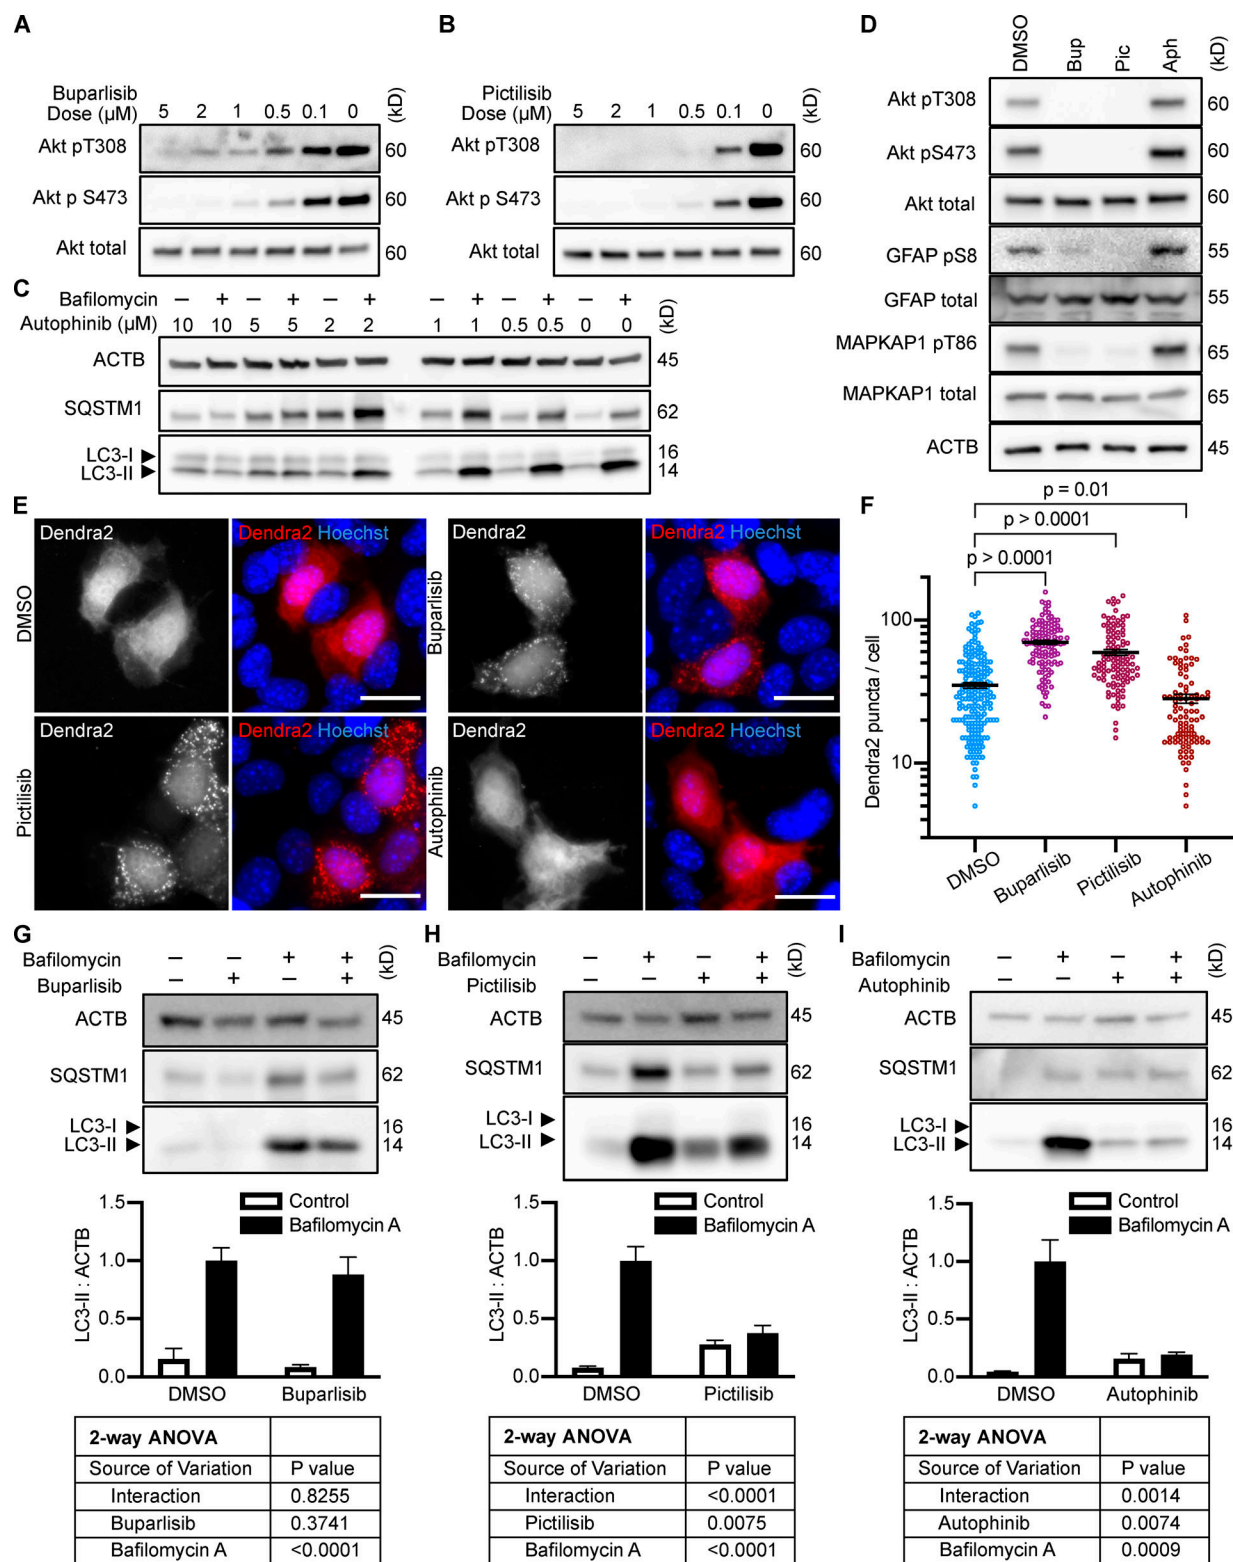 A
Buparlisib
Dose (µM)
5 2 1 0.5 0.1 0
(kD)
Akt pT308
60
Akt p S473
60
Akt total
60
B
Pictilisib
Dose (µM)
5 2 1 0.5 0.1 0
(kD)
Akt pT308
60
Akt p S473
60
Akt total
60
C
Bafilomycin – + – + – + – + – + – +
Autophinib (µM) 10 10 5 5 2 2 1 1 0.5 0.5 0 0
(kD)
ACTB 45
SQSTM1 62
LC3-I 16
LC3-II 14
D
DMSO Bup Pic Aph (kD)
Akt pT308 60
Akt pS473 60
Akt total 60
GFAP pS8 55
GFAP total 55
MAPKAP1 pT86 65
MAPKAP1 total 65
ACTB 45
E
DMSO
Dendra2
Dendra2 Hoechst
Buparlisib
Dendra2
Dendra2 Hoechst
Pictilisib
Dendra2
Dendra2 Hoechst
Autophinib
Dendra2
Dendra2 Hoechst
F
p = 0.01
p > 0.0001
p > 0.0001
Dendra2 puncta / cell
100
10
DMSO
Buparlisib
Pictilisib
Autophinib
G
Bafilomycin – – + +
Buparlisib – + – +
(kD)
ACTB 45
SQSTM1 62
LC3-I 16
LC3-II 14
Control
Bafilomycin A
LC3-II : ACTB
1.5
1.0
0.5
0.0
DMSO Buparlisib
2-way ANOVA
Source of Variation P value
Interaction 0.8255
Buparlisib 0.3741
Bafilomycin A <0.0001
H
Bafilomycin – + – +
Pictilisib – – + +
(kD)
ACTB 45
SQSTM1 62
LC3-I 16
LC3-II 14
Control
Bafilomycin A
LC3-II : ACTB
1.5
1.0
0.5
0.0
DMSO Pictilisib
2-way ANOVA
Source of Variation P value
Interaction <0.0001
Pictilisib 0.0075
Bafilomycin A <0.0001
I
Bafilomycin – + – +
Autophinib – – + +
(kD)
ACTB 45
SQSTM1 62
LC3-I 16
LC3-II 14
Control
Bafilomycin A
LC3-II : ACTB
1.5
1.0
0.5
0.0
DMSO Autophinib
2-way ANOVA
Source of Variation P value
Interaction 0.0014
Autophinib 0.0074
Bafilomycin A 0.0009